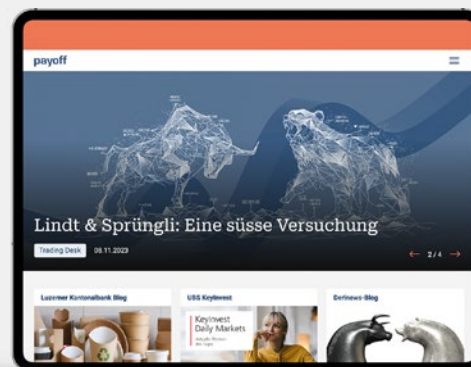 payoff
Lindt & Sprüngli: Eine süsse Versuchung
Trading Desk 08.11.2023
← 2/4 →
Luzerner Kantonalbank Blog
UBS KeyInvest
Derinews-Blog
KeyInvest
Daily Markets